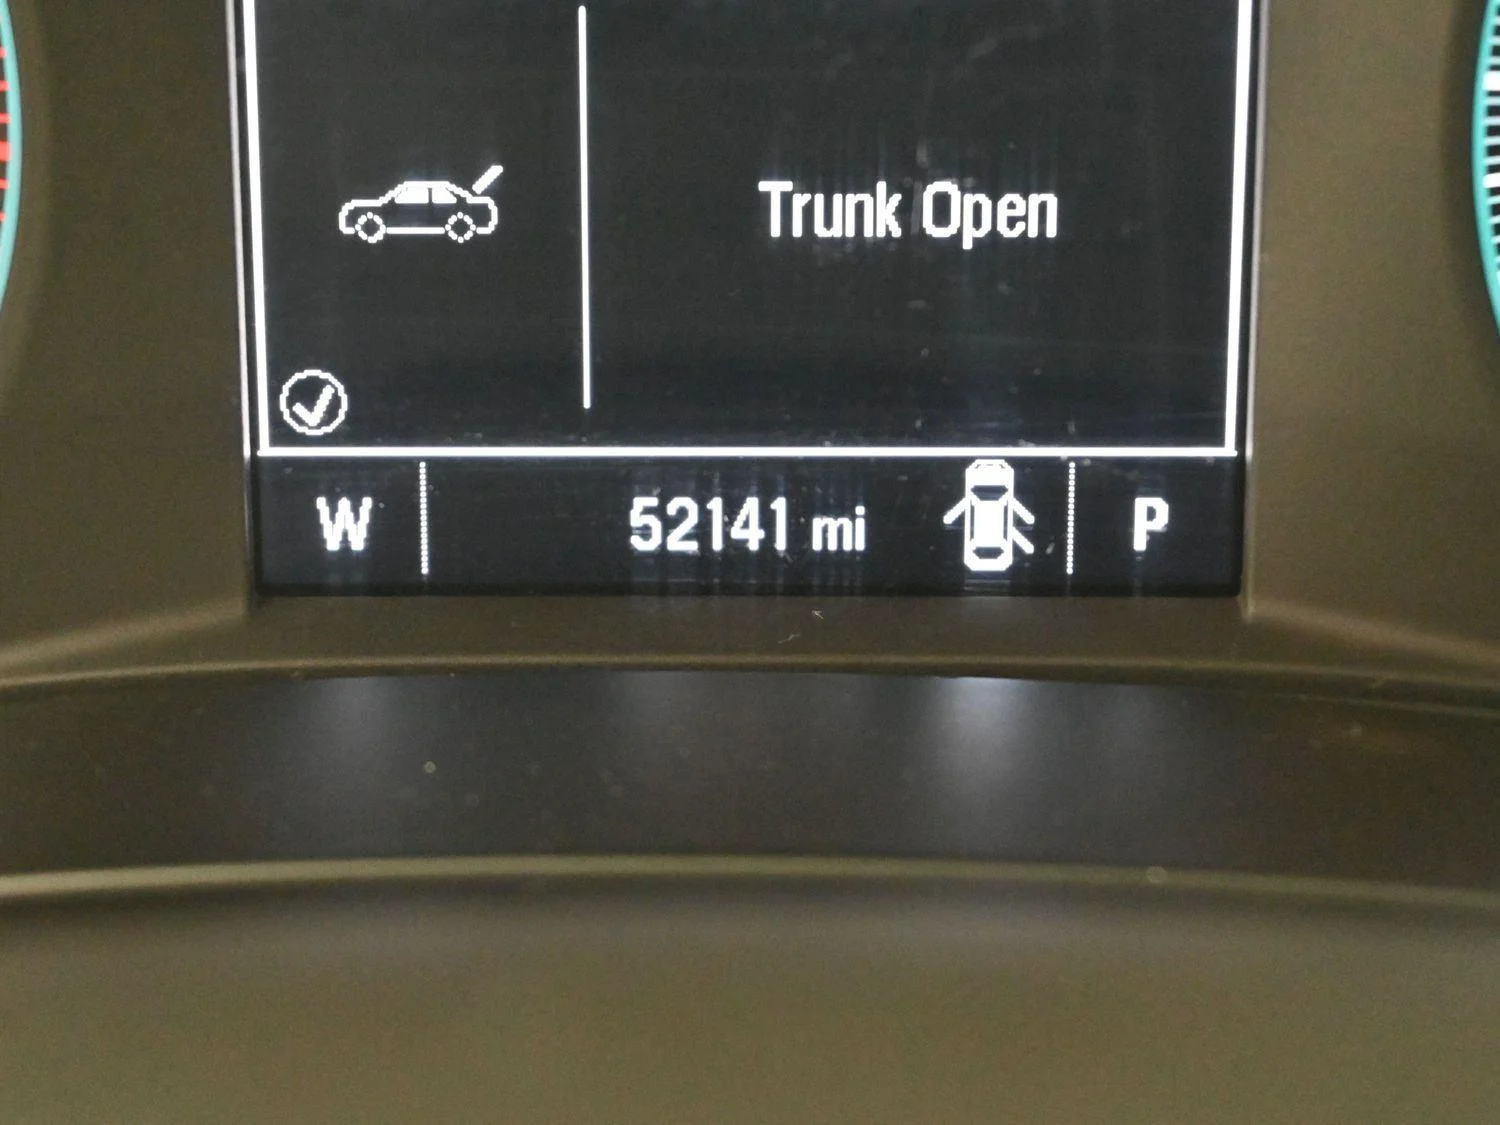 Trunk Open
W 52141 mi P